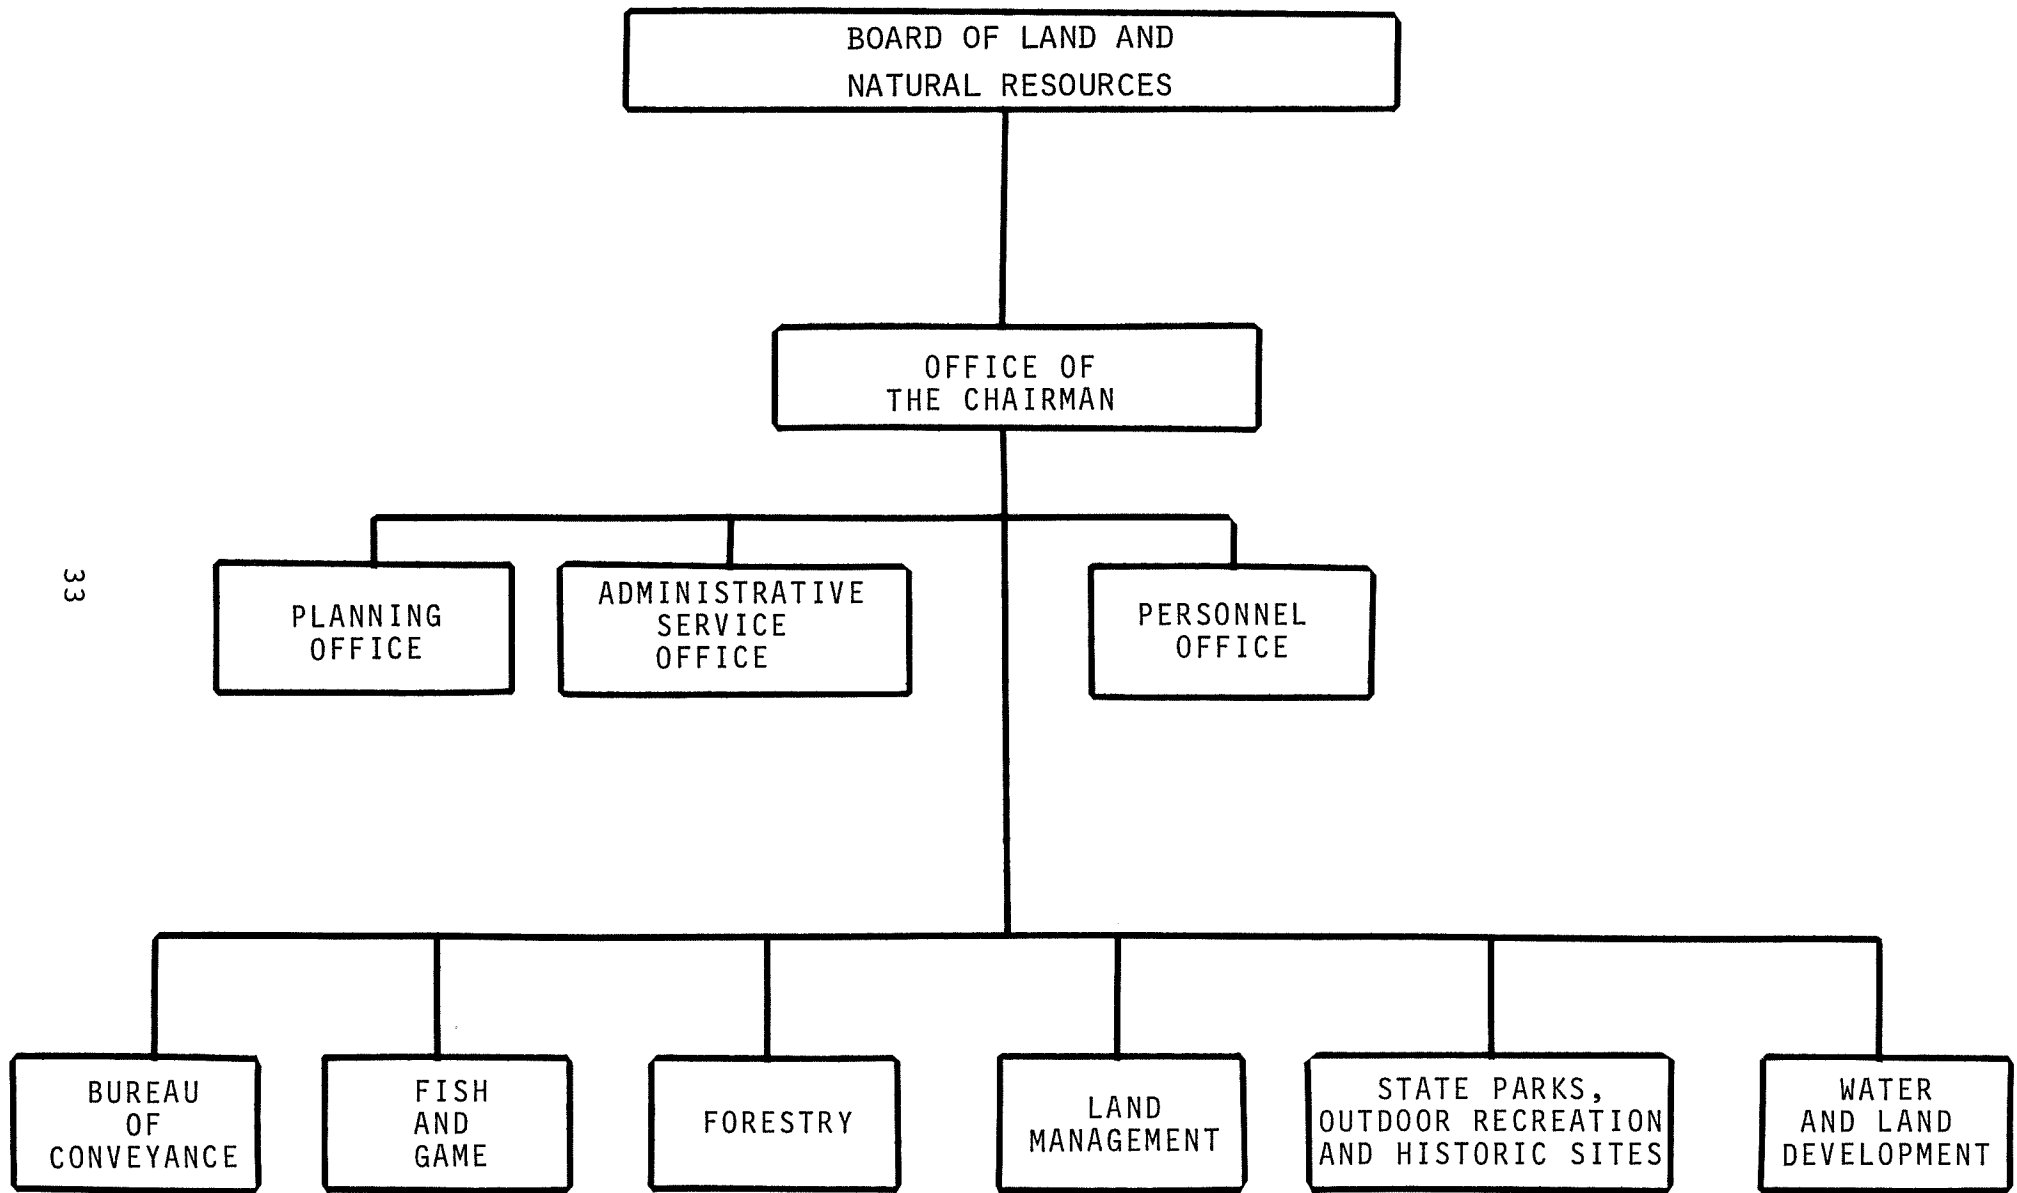 BOARD OF LAND AND
NATURAL RESOURCES
OFFICE OF
THE CHAIRMAN
33
PLANNING
OFFICE
ADMINISTRATIVE
SERVICE
OFFICE
PERSONNEL
OFFICE
BUREAU
OF
CONVEYANCE
FISH
AND
GAME
FORESTRY
LAND
MANAGEMENT
STATE PARKS,
OUTDOOR RECREATION
AND HISTORIC SITES
WATER
AND LAND
DEVELOPMENT